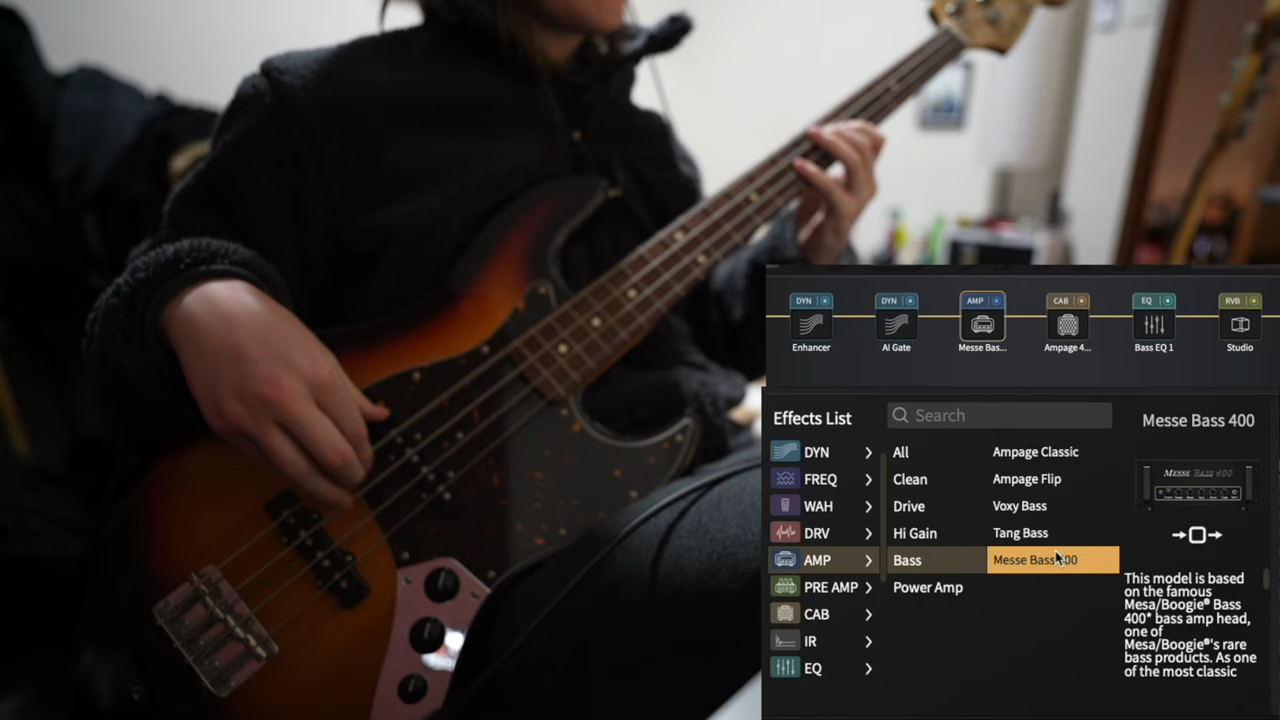 DYN DYN AMP CAB EQ RVB
Enhancer AI Gate Messe Bas... Ampage 4... Bass EQ 1 Studio
Effects List
DYN
FREQ
WAH
DRV
AMP
PRE AMP
CAB
IR
EQ
Search
All
Clean
Drive
Hi Gain
Bass
Power Amp
Ampage Classic
Ampage Flip
Voxy Bass
Tang Bass
Messe Bass 400
Messe Bass 400
MESSE BASS 400
This model is based
on the famous
Mesa/Boogie® Bass
400* bass amp head,
one of
Mesa/Boogie®'s rare
bass products. As one
of the most classic